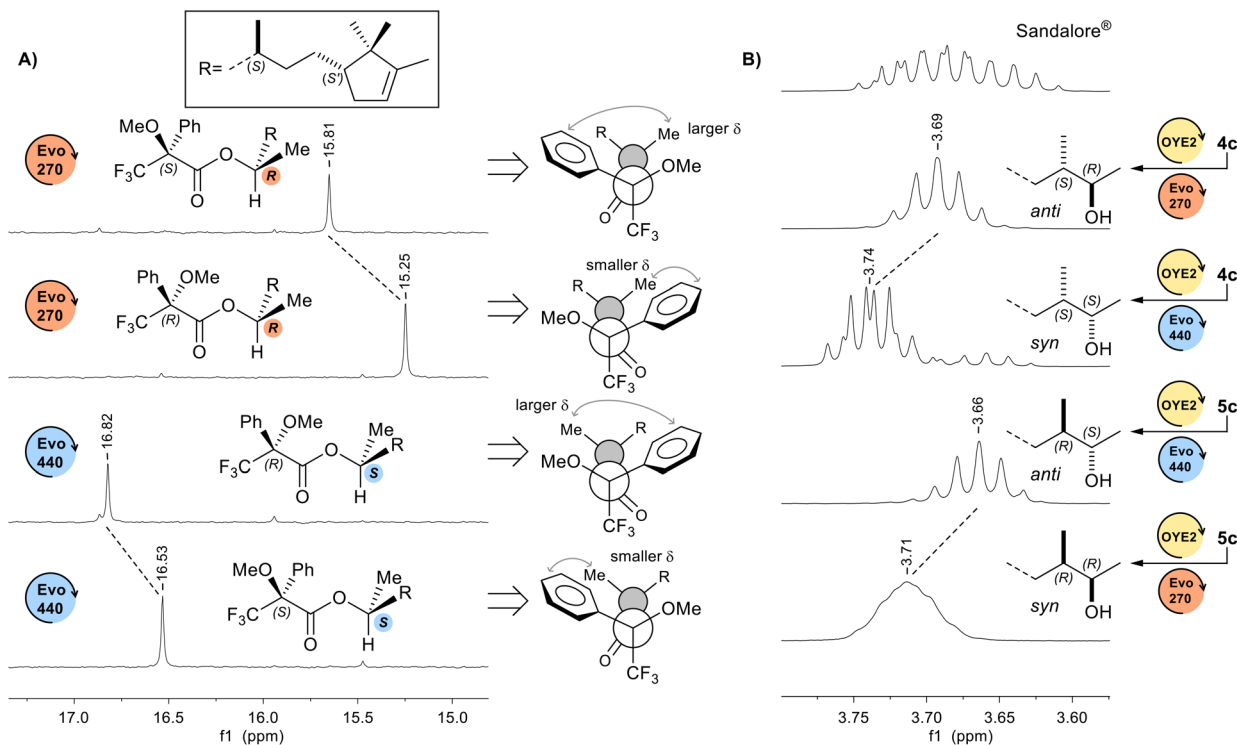 A)
R=
(S)
(S')
Evo
270
MeO
Ph
F₃C
(S)
O
O
R
Me
H
R
15.81
R
Me
larger δ
OMe
O
CF₃
Evo
270
Ph
OMe
F₃C
(R)
O
O
R
Me
H
R
15.25
smaller δ
R
Me
MeO
O
CF₃
Evo
440
16.82
Ph
OMe
F₃C
(R)
O
O
Me
R
H
S
larger δ
Me
R
MeO
O
CF₃
Evo
440
16.53
MeO
Ph
F₃C
(S)
O
O
Me
R
H
S
smaller δ
Me
R
OMe
O
CF₃
17.0 16.5 16.0 15.5 15.0
f1 (ppm)
B)
Sandalore®
3.69
(S)
(R)
anti
OH
OYE2
4c
Evo
270
3.74
(S)
(S)
syn
OH
OYE2
4c
Evo
440
3.66
(R)
(S)
anti
OH
OYE2
5c
Evo
440
3.71
(R)
(R)
syn
OH
OYE2
5c
Evo
270
3.75 3.70 3.65 3.60
f1 (ppm)